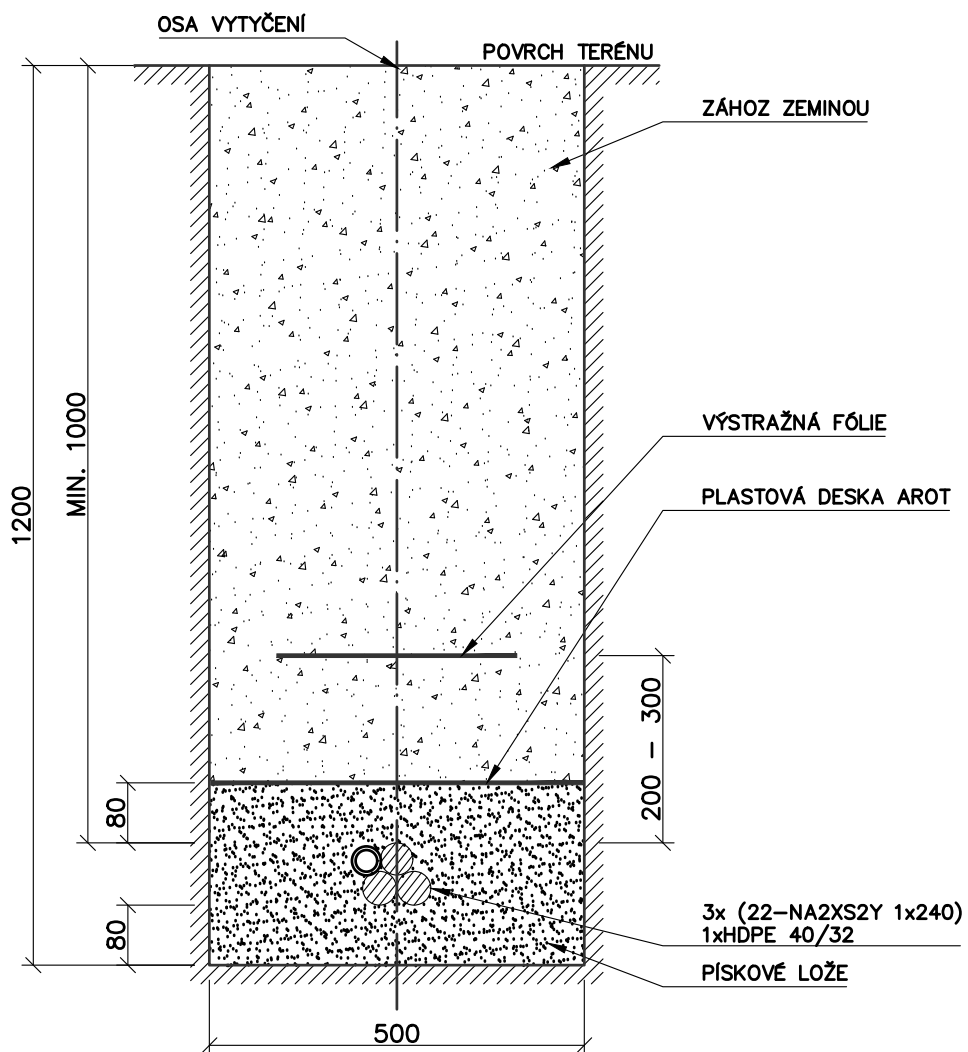 OSA VYTYČENÍ
POVRCH TERÉNU
ZÁHOZ ZEMINOU
1200
MIN. 1000
VÝSTRAŽNÁ FÓLIE
PLASTOVÁ DESKA AROT
200 – 300
80
80
3x (22–NA2XS2Y 1x240)
1xHDPE 40/32
PÍSKOVÉ LOŽE
500